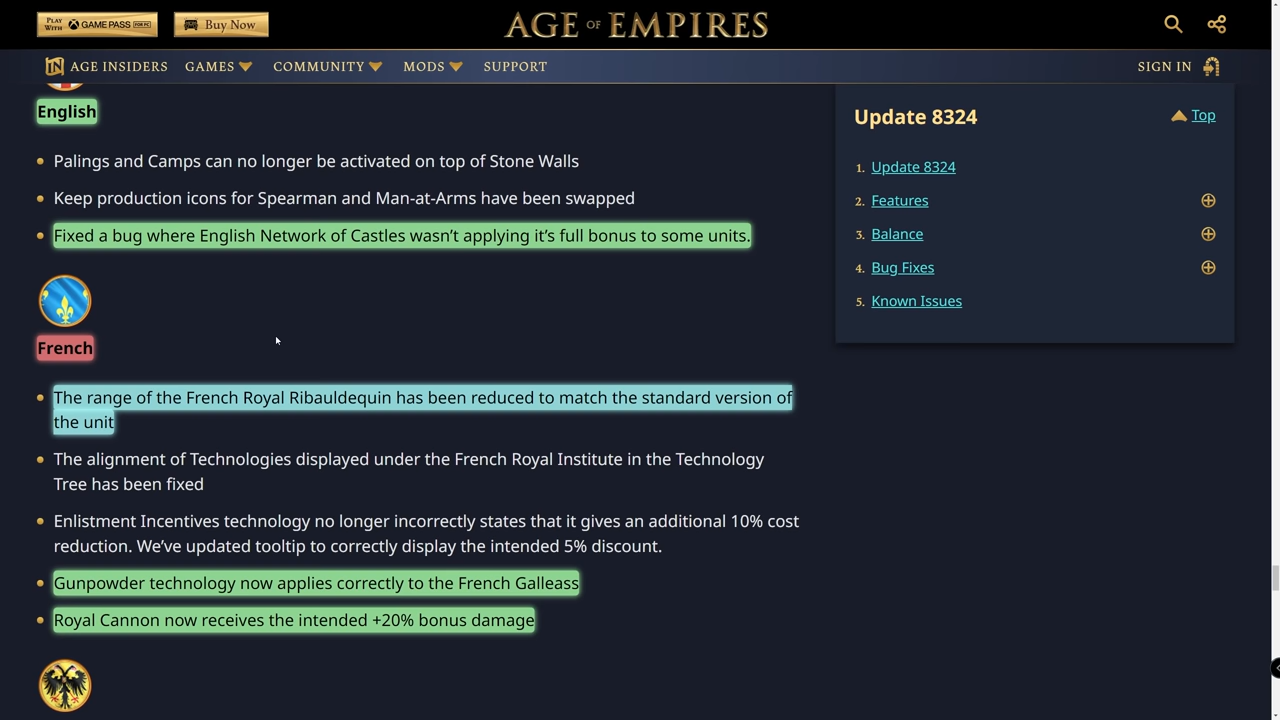 PLAY WITH XBOX GAME PASS FOR PC
Buy Now
AGE OF EMPIRES
AGE INSIDERS
GAMES
COMMUNITY
MODS
SUPPORT
SIGN IN
English
Palings and Camps can no longer be activated on top of Stone Walls
Keep production icons for Spearman and Man-at-Arms have been swapped
Fixed a bug where English Network of Castles wasn’t applying it’s full bonus to some units.
French
The range of the French Royal Ribauldequin has been reduced to match the standard version of
the unit
The alignment of Technologies displayed under the French Royal Institute in the Technology
Tree has been fixed
Enlistment Incentives technology no longer incorrectly states that it gives an additional 10% cost
reduction. We’ve updated tooltip to correctly display the intended 5% discount.
Gunpowder technology now applies correctly to the French Galleass
Royal Cannon now receives the intended +20% bonus damage
Update 8324
Top
1. Update 8324
2. Features
3. Balance
4. Bug Fixes
5. Known Issues